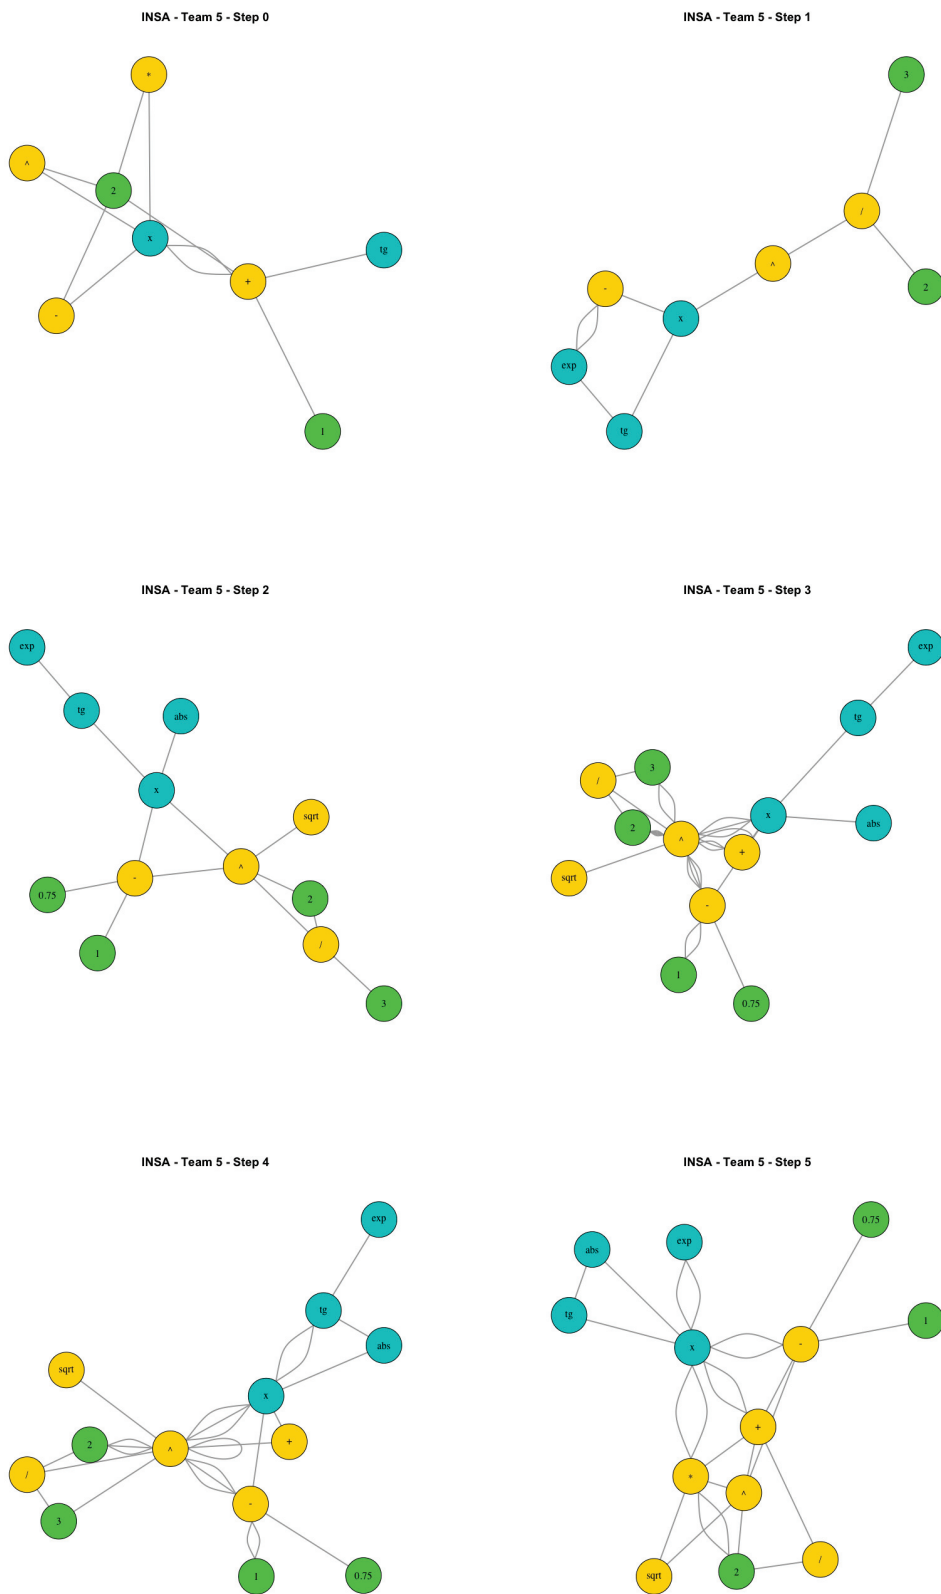 INSA - Team 5 - Step 0
*
^
2
x
tg
+
-
1
INSA - Team 5 - Step 1
3
/
^
2
-
x
exp
tg
INSA - Team 5 - Step 2
exp
tg
abs
x
sqrt
^
-
0.75
2
/
1
3
INSA - Team 5 - Step 3
exp
tg
3
/
x
abs
2
^
+
sqrt
-
1
0.75
INSA - Team 5 - Step 4
exp
tg
abs
sqrt
x
+
2
^
/
-
3
1
0.75
INSA - Team 5 - Step 5
0.75
exp
abs
tg
1
-
x
+
*
^
/
2
sqrt